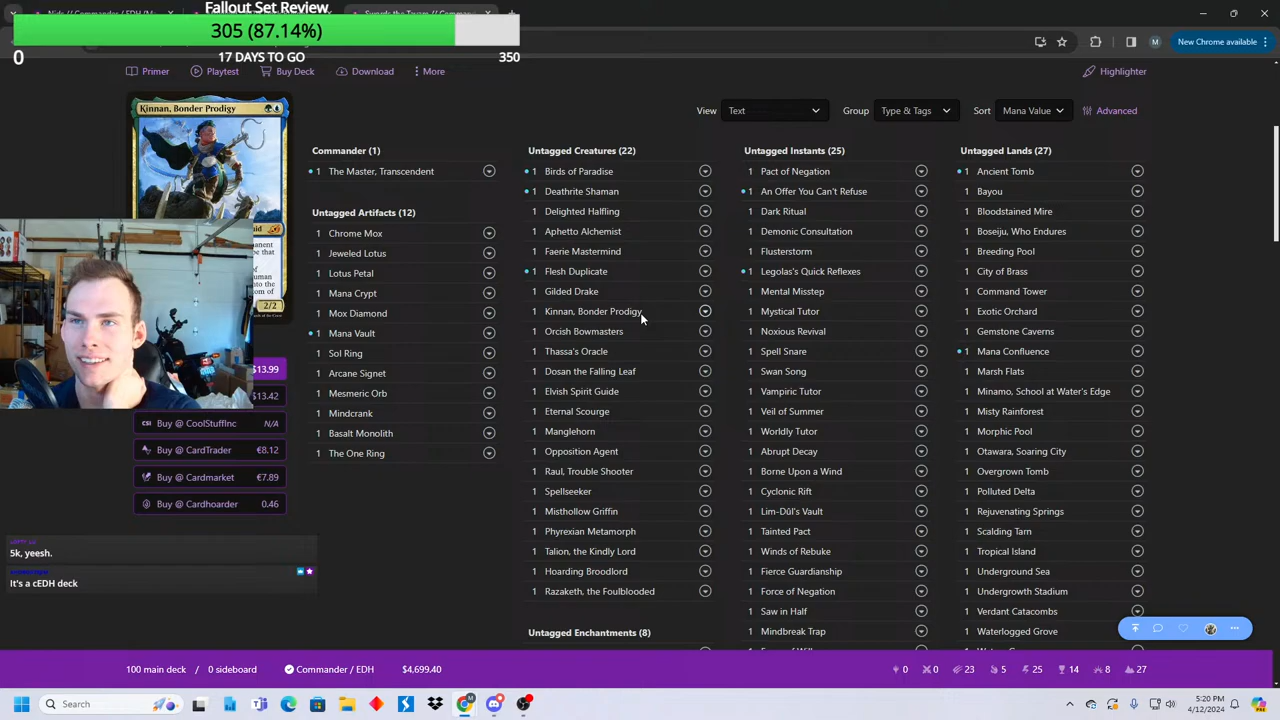 Fallout Set Review
305 (87.14%)
0
17 DAYS TO GO
350
New Chrome available
Primer
Playtest
Buy Deck
Download
More
Highlighter
View
Text
Group
Type & Tags
Sort
Mana Value
Advanced
Kinnan, Bonder Prodigy
2/2
$13.99
$13.42
Buy @ CoolStuffInc
N/A
Buy @ CardTrader
€8.12
Buy @ Cardmarket
€7.89
Buy @ Cardhoarder
0.46
5k, yeesh.
It's a cEDH deck
Commander (1)
1 The Master, Transcendent
Untagged Artifacts (12)
1 Chrome Mox
1 Jeweled Lotus
1 Lotus Petal
1 Mana Crypt
1 Mox Diamond
1 Mana Vault
1 Sol Ring
1 Arcane Signet
1 Mesmeric Orb
1 Mindcrank
1 Basalt Monolith
1 The One Ring
Untagged Creatures (22)
1 Birds of Paradise
1 Deathrite Shaman
1 Delighted Halfling
1 Aphetto Alchemist
1 Faerie Mastermind
1 Flesh Duplicate
1 Gilded Drake
1 Kinnan, Bonder Prodigy
1 Orcish Bowmasters
1 Thassa's Oracle
1 Dosan the Falling Leaf
1 Elvish Spirit Guide
1 Eternal Scourge
1 Manglehorn
1 Opposition Agent
1 Raul, Trouble Shooter
1 Spellseeker
1 Misthollow Griffin
1 Phyrexian Metamorph
1 Talion, the Kindly Lord
1 Hoarding Broodlord
1 Razaketh, the Foulblooded
Untagged Enchantments (8)
Untagged Instants (25)
1 Pact of Negation
1 An Offer You Can't Refuse
1 Dark Ritual
1 Demonic Consultation
1 Flusterstorm
1 Legolas's Quick Reflexes
1 Mental Misstep
1 Mystical Tutor
1 Noxious Revival
1 Spell Snare
1 Swan Song
1 Vampiric Tutor
1 Veil of Summer
1 Worldly Tutor
1 Abrupt Decay
1 Borne Upon a Wind
1 Cyclonic Rift
1 Lim-Dûl's Vault
1 Tainted Pact
1 Winds of Rebuke
1 Fierce Guardianship
1 Force of Negation
1 Saw in Half
1 Mindbreak Trap
Untagged Lands (27)
1 Ancient Tomb
1 Bayou
1 Bloodstained Mire
1 Boseiju, Who Endures
1 Breeding Pool
1 City of Brass
1 Command Tower
1 Exotic Orchard
1 Gemstone Caverns
1 Mana Confluence
1 Marsh Flats
1 Minamo, School at Water's Edge
1 Misty Rainforest
1 Morphic Pool
1 Otawara, Soaring City
1 Overgrown Tomb
1 Polluted Delta
1 Rejuvenating Springs
1 Scalding Tarn
1 Tropical Island
1 Underground Sea
1 Undergrowth Stadium
1 Verdant Catacombs
1 Waterlogged Grove
100 main deck / 0 sideboard
Commander / EDH
$4,699.40
0
0
23
5
25
14
8
27
Search
5:20 PM
4/12/2024